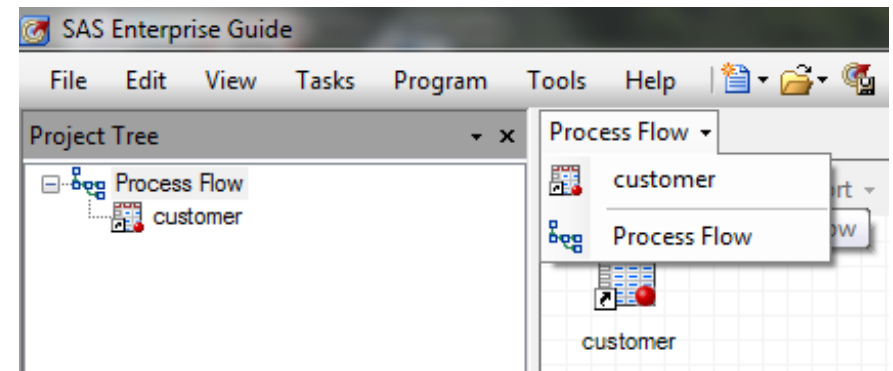 SAS Enterprise Guide
File Edit View Tasks Program Tools Help
Project Tree
Process Flow
customer
Process Flow
customer
Process Flow
customer